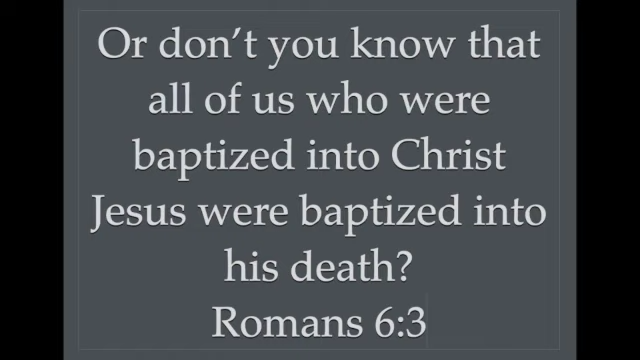 Or don’t you know that
all of us who were
baptized into Christ
Jesus were baptized into
his death?
Romans 6:3